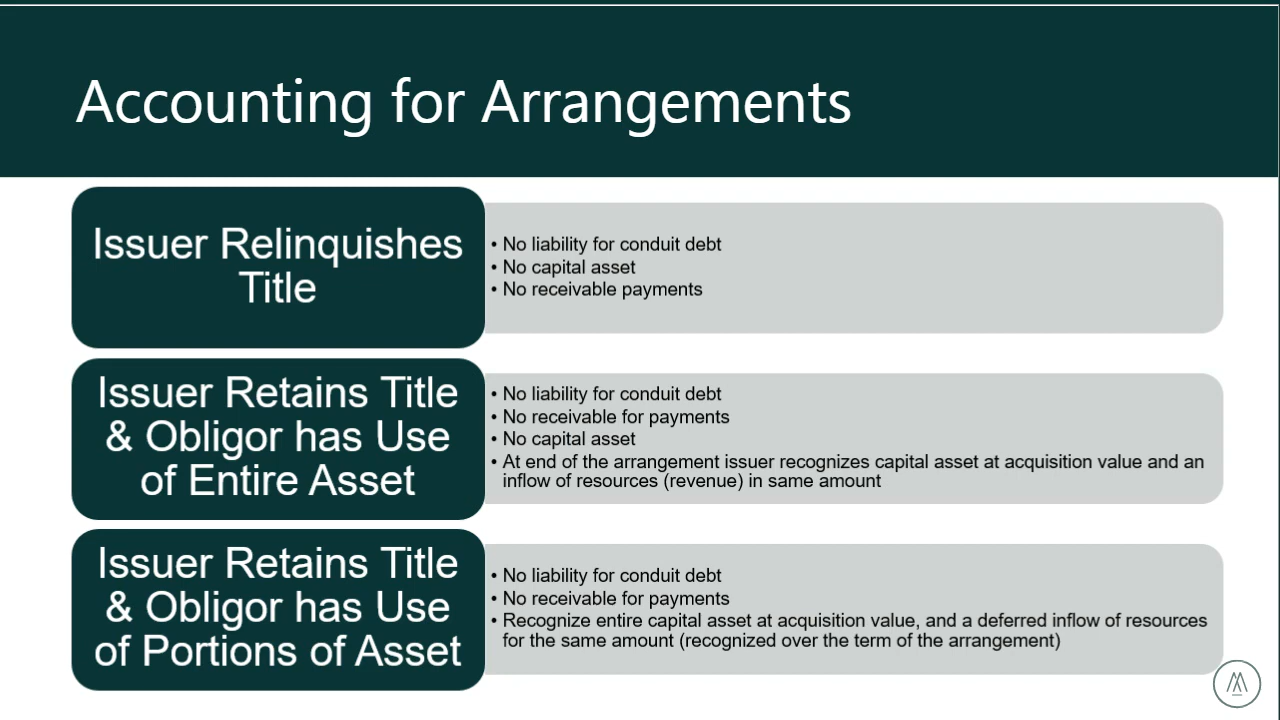 Accounting for Arrangements
Issuer Relinquishes
Title
• No liability for conduit debt
• No capital asset
• No receivable payments
Issuer Retains Title
& Obligor has Use
of Entire Asset
• No liability for conduit debt
• No receivable for payments
• No capital asset
• At end of the arrangement issuer recognizes capital asset at acquisition value and an
inflow of resources (revenue) in same amount
Issuer Retains Title
& Obligor has Use
of Portions of Asset
• No liability for conduit debt
• No receivable for payments
• Recognize entire capital asset at acquisition value, and a deferred inflow of resources
for the same amount (recognized over the term of the arrangement)